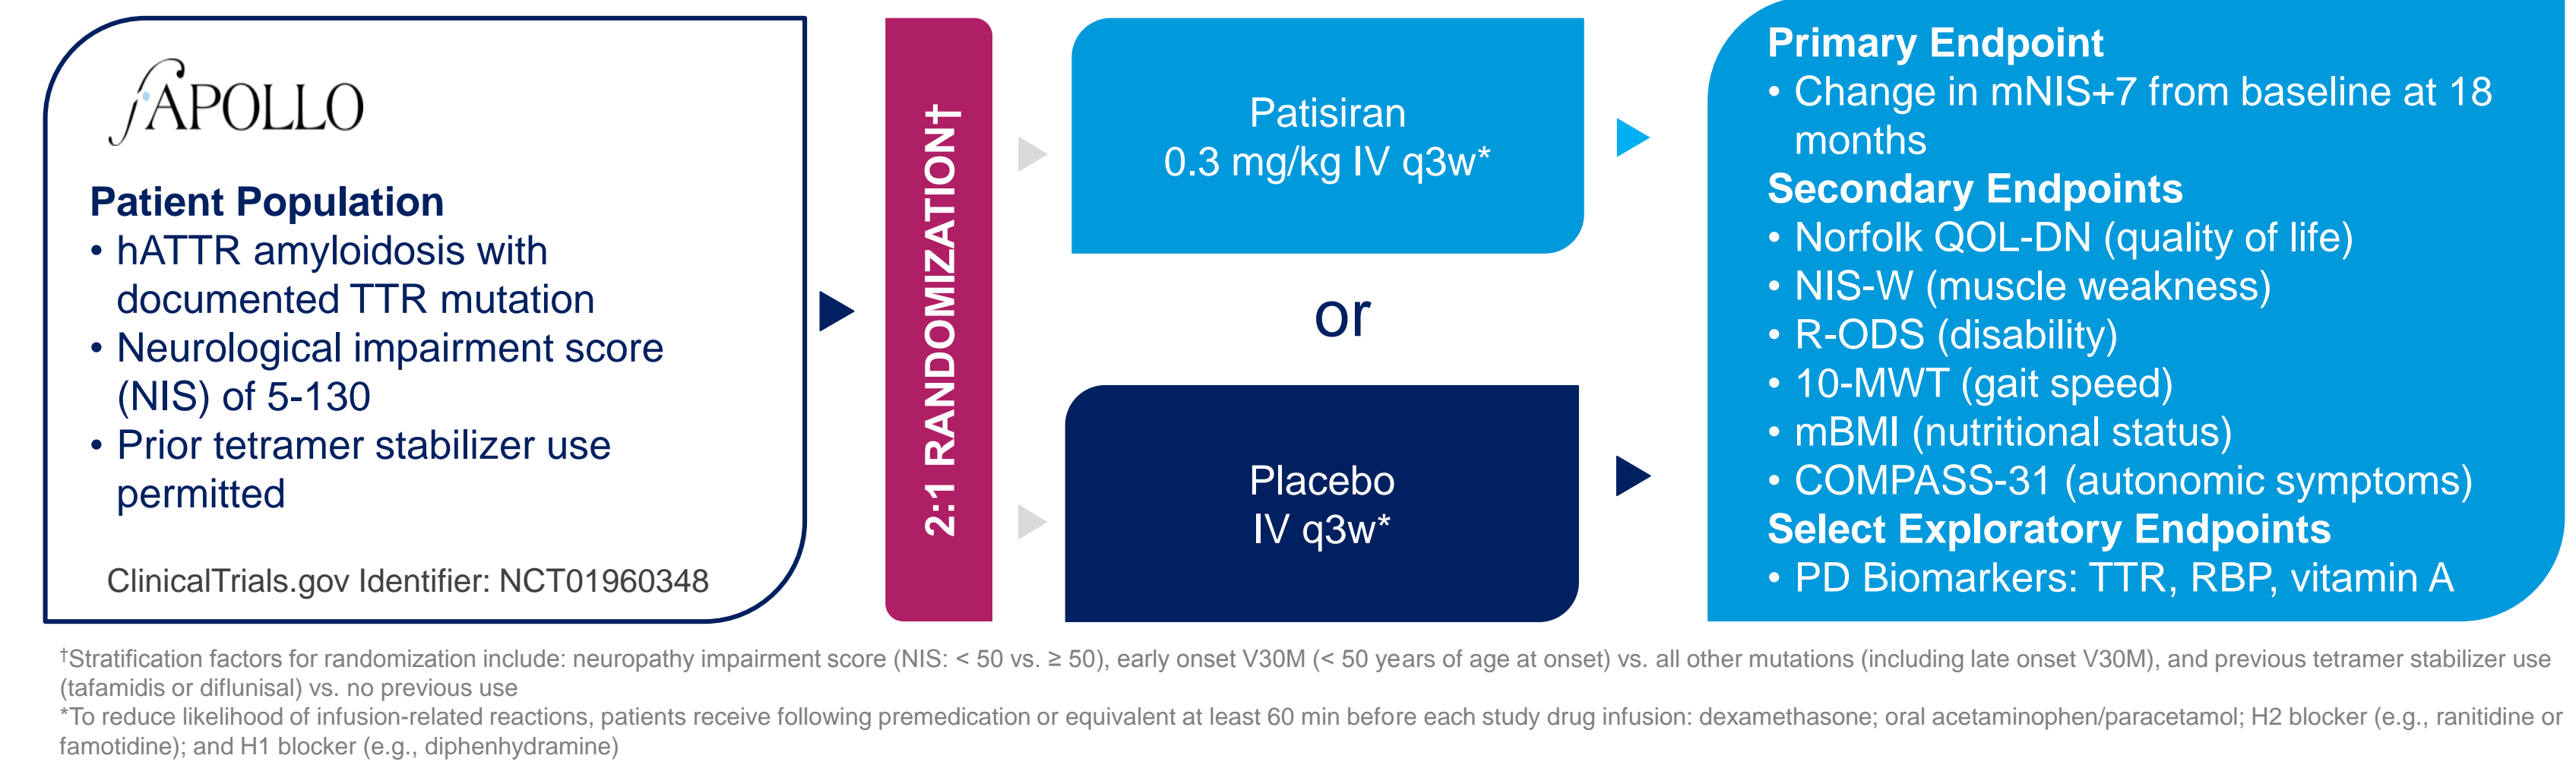 APOLLO
Patient Population
• hATTR amyloidosis with
documented TTR mutation
• Neurological impairment score
(NIS) of 5-130
• Prior tetramer stabilizer use
permitted
ClinicalTrials.gov Identifier: NCT01960348
2:1 RANDOMIZATION†
Patisiran
0.3 mg/kg IV q3w*
or
Placebo
IV q3w*
Primary Endpoint
• Change in mNIS+7 from baseline at 18
months
Secondary Endpoints
• Norfolk QOL-DN (quality of life)
• NIS-W (muscle weakness)
• R-ODS (disability)
• 10-MWT (gait speed)
• mBMI (nutritional status)
• COMPASS-31 (autonomic symptoms)
Select Exploratory Endpoints
• PD Biomarkers: TTR, RBP, vitamin A
†Stratification factors for randomization include: neuropathy impairment score (NIS: < 50 vs. ≥ 50), early onset V30M (< 50 years of age at onset) vs. all other mutations (including late onset V30M), and previous tetramer stabilizer use
(tafamidis or diflunisal) vs. no previous use
*To reduce likelihood of infusion-related reactions, patients receive following premedication or equivalent at least 60 min before each study drug infusion: dexamethasone; oral acetaminophen/paracetamol; H2 blocker (e.g., ranitidine or
famotidine); and H1 blocker (e.g., diphenhydramine)